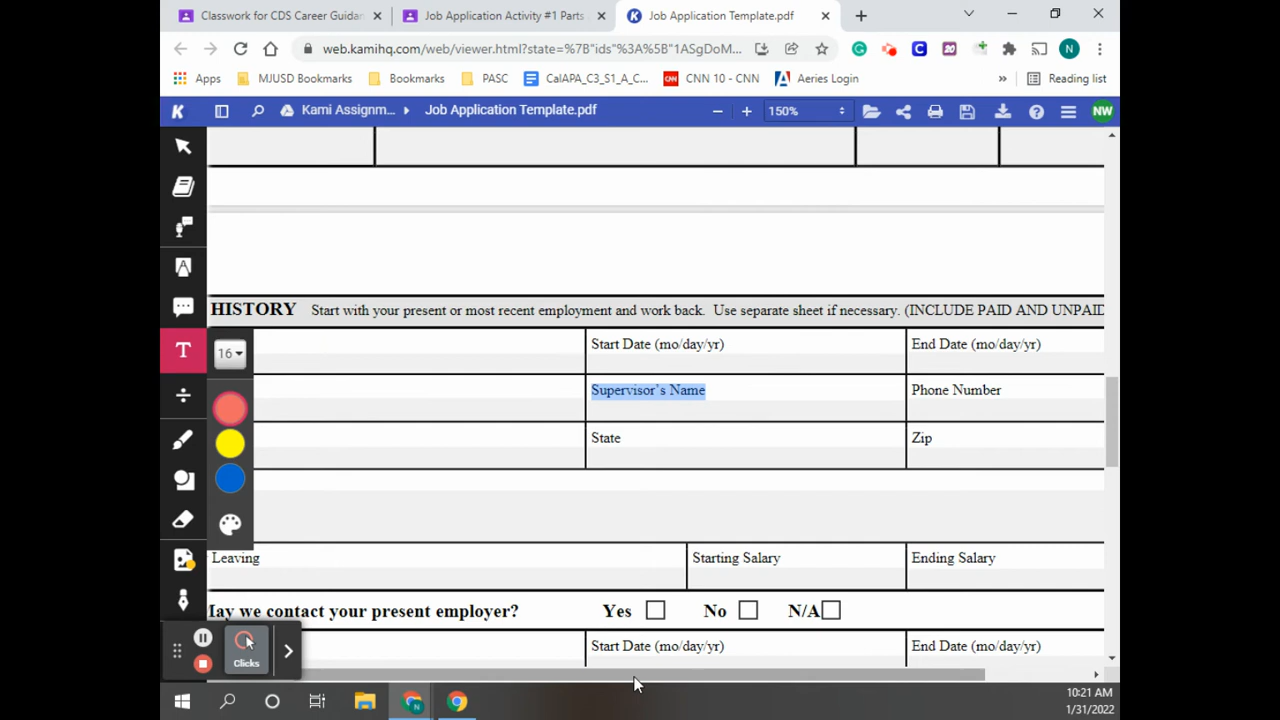 Classwork for CDS Career Guidar
Job Application Activity #1 Parts
Job Application Template.pdf
web.kamihq.com/web/viewer.html?state=%7B"ids"%3A%5B"1ASgDoM...
N
Apps
MJUSD Bookmarks
Bookmarks
PASC
CalAPA_C3_S1_A_C...
CNN 10 - CNN
Aeries Login
»
Reading list
K
Kami Assignm...
Job Application Template.pdf
150%
NW
HISTORY Start with your present or most recent employment and work back. Use separate sheet if necessary. (INCLUDE PAID AND UNPAID
Start Date (mo/day/yr)
End Date (mo/day/yr)
T
16
Supervisor's Name
Phone Number
State
Zip
Leaving
Starting Salary
Ending Salary
May we contact your present employer? Yes No N/A
Start Date (mo/day/yr)
End Date (mo/day/yr)
Clicks
10:21 AM
1/31/2022